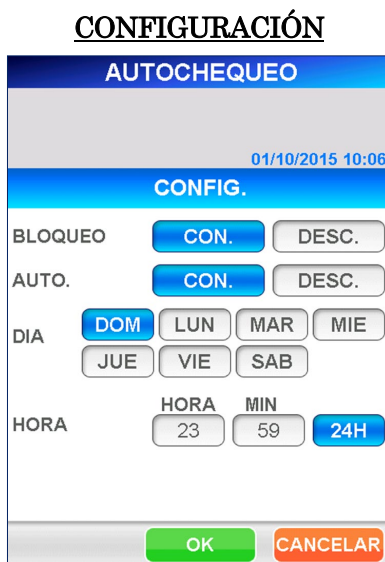 CONFIGURACIÓN
AUTOCHEQUEO
01/10/2015 10:06
CONFIG.
BLOQUEO CON. DESC.
AUTO. CON. DESC.
DIA DOM LUN MAR MIE
JUE VIE SAB
HORA MIN
HORA 23 59 24H
OK CANCELAR